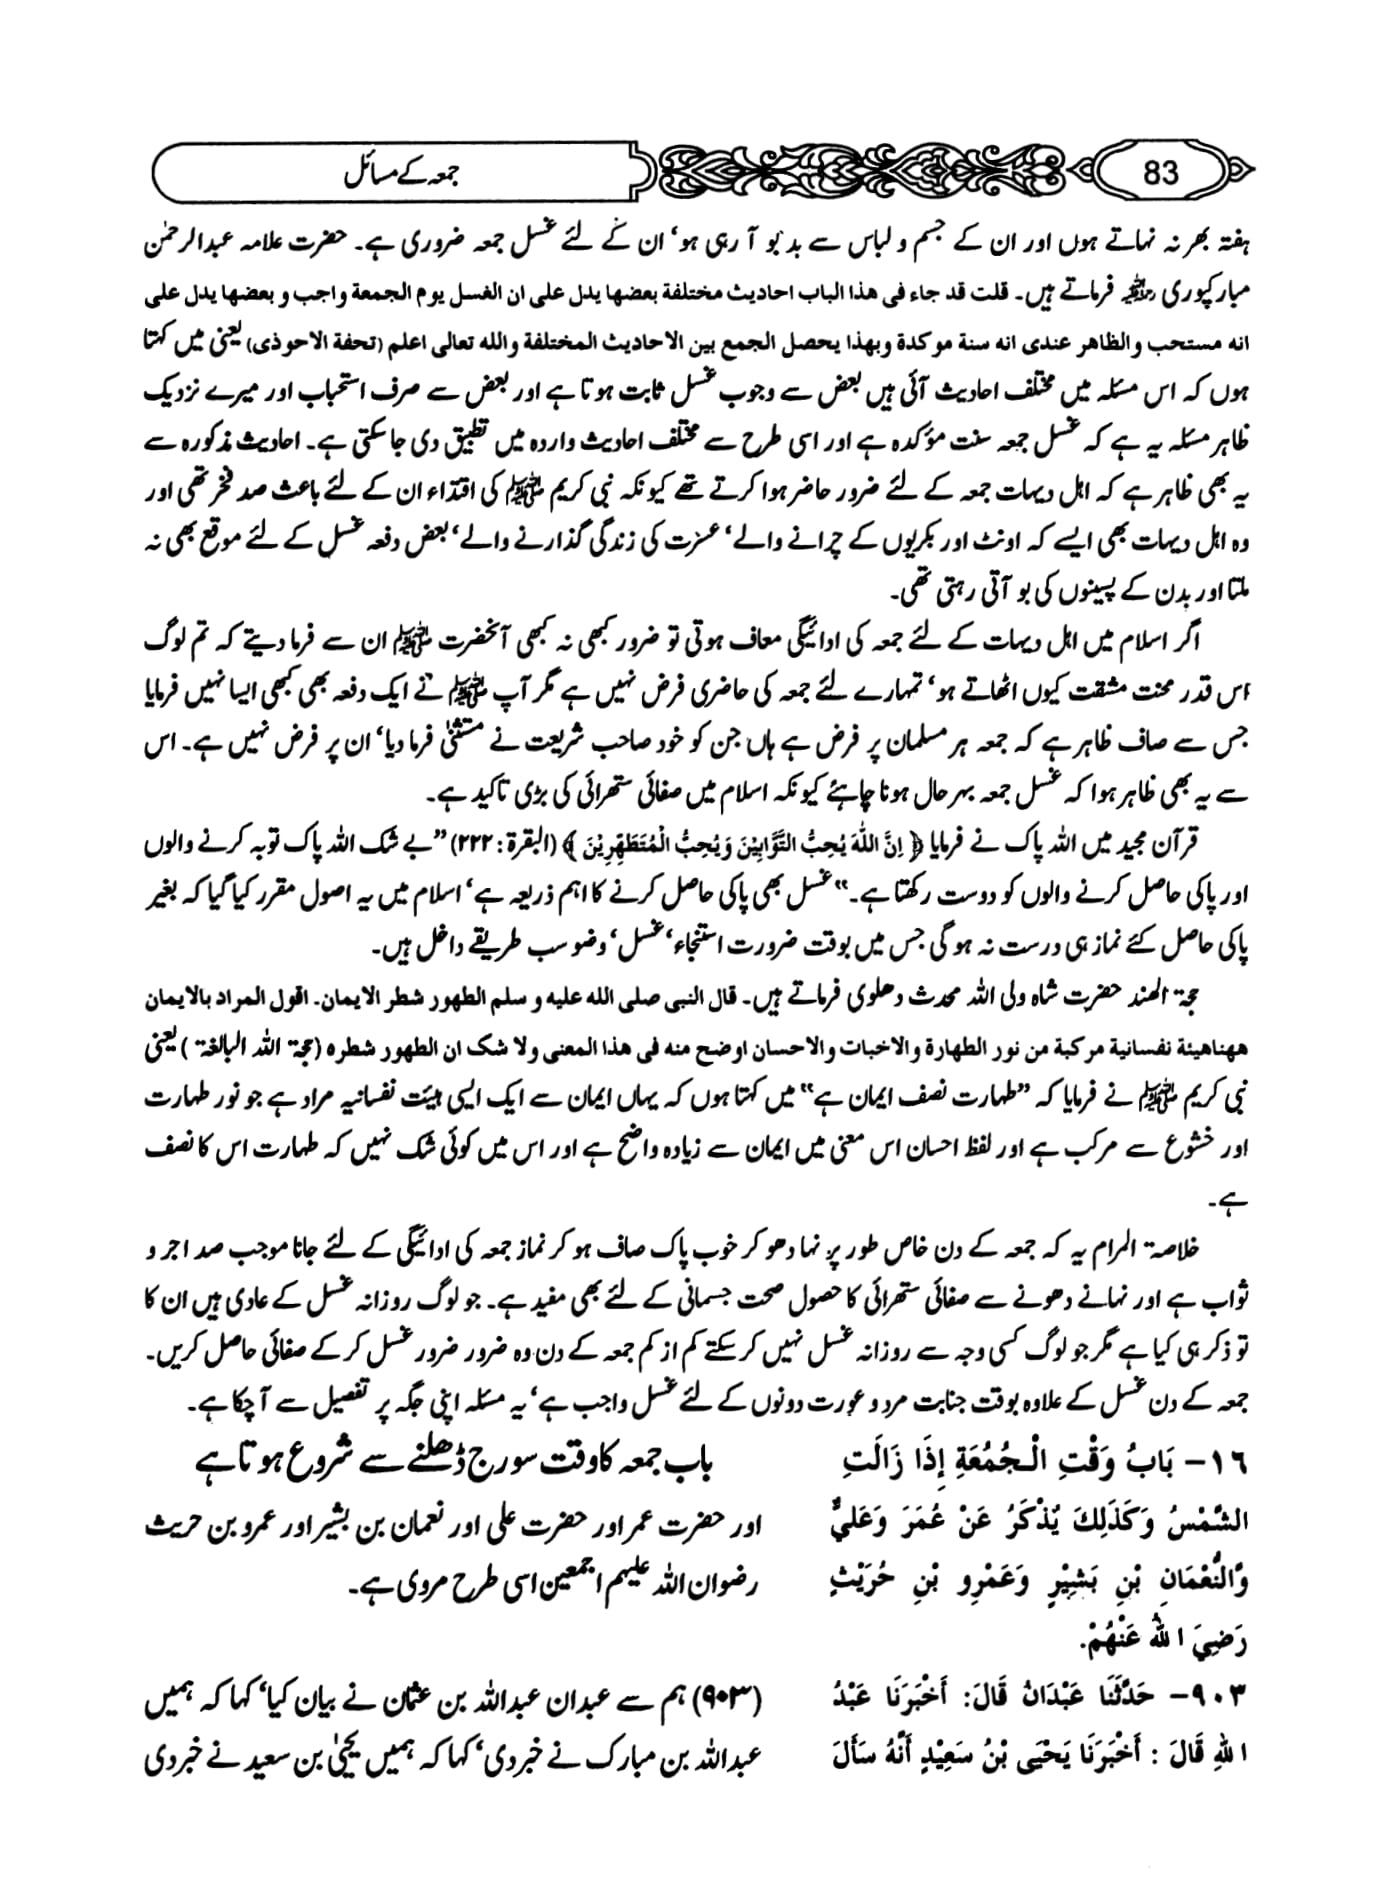 83
جمعہ کے مسائل
ہفتہ بھر نہ نہاتے ہوں اور ان کے جسم و لباس سے بدبو آ رہی ہو' ان کے لئے غسل جمعہ ضروری ہے۔ حضرت علامہ عبدالرحمٰن
مبارکپوری رحمۃ اللہ علیہ فرماتے ہیں۔ قلت قد جاء فی ھذا الباب احادیث مختلفة بعضھا یدل علی ان الغسل یوم الجمعة واجب و بعضھا یدل علی
انه مستحب والظاھر عندی انه سنة موکدة وبھذا یحصل الجمع بین الاحادیث المختلفة واللہ تعالی اعلم (تحفة الاحوذی) یعنی میں کہتا
ہوں کہ اس مسئلہ میں مختلف احادیث آئی ہیں بعض سے وجوب غسل ثابت ہوتا ہے اور بعض سے صرف استحباب اور میرے نزدیک
ظاہر مسئلہ یہ ہے کہ غسل جمعہ سنت مؤکدہ ہے اور اسی طرح سے مختلف احادیث واردہ میں تطبیق دی جا سکتی ہے۔ احادیث مذکورہ سے
یہ بھی ظاہر ہے کہ اہل دیہات جمعہ کے لئے ضرور حاضر ہوا کرتے تھے کیونکہ نبی کریم ﷺ کی اقتداء ان کے لئے باعث صد فخر تھی اور
وہ اہل دیہات بھی ایسے کہ اونٹ اور بکریوں کے چرانے والے' عسرت کی زندگی گذارنے والے' بعض دفعہ غسل کے لئے موقع بھی نہ
ملتا اور بدن کے پسینوں کی بو آتی رہتی تھی۔
اگر اسلام میں اہل دیہات کے لئے جمعہ کی ادائیگی معاف ہوتی تو ضرور کبھی نہ کبھی آنحضرت ﷺ ان سے فرما دیتے کہ تم لوگ
اس قدر محنت مشقت کیوں اٹھاتے ہو' تمہارے لئے جمعہ کی حاضری فرض نہیں ہے مگر آپ ﷺ نے ایک دفعہ بھی کبھی ایسا نہیں فرمایا
جس سے صاف ظاہر ہے کہ جمعہ ہر مسلمان پر فرض ہے ہاں جن کو خود صاحب شریعت نے مستثنیٰ فرما دیا' ان پر فرض نہیں ہے۔ اس
سے یہ بھی ظاہر ہوا کہ غسل جمعہ بہرحال ہونا چاہئے کیونکہ اسلام میں صفائی ستھرائی کی بڑی تاکید ہے۔
قرآن مجید میں اللہ پاک نے فرمایا ﴿ اِنَّ اللّٰهَ يُحِبُّ التَّوَّابِيْنَ وَيُحِبُّ الْمُتَطَهِّرِيْنَ ﴾ (البقرة : ۲۲۲) "بے شک اللہ پاک توبہ کرنے والوں
اور پاکی حاصل کرنے والوں کو دوست رکھتا ہے۔" غسل بھی پاکی حاصل کرنے کا اہم ذریعہ ہے' اسلام میں یہ اصول مقرر کیا گیا کہ بغیر
پاکی حاصل کئے نماز ہی درست نہ ہو گی جس میں بوقت ضرورت استنجاء' غسل' وضو سب طریقے داخل ہیں۔
حجۃ الہند حضرت شاہ ولی اللہ محدث دھلوی فرماتے ہیں۔ قال النبی صلی اللہ علیه و سلم الطھور شطر الایمان۔ اقول المراد بالایمان
ھھناھیئة نفسانیة مرکبة من نور الطھارة والاخبات والاحسان اوضح منه فی ھذا المعنی ولا شک ان الطھور شطره (حجة اللہ البالغة ) یعنی
نبی کریم ﷺ نے فرمایا کہ "طہارت نصف ایمان ہے" میں کہتا ہوں کہ یہاں ایمان سے ایک ایسی ہیئت نفسانیہ مراد ہے جو نور طہارت
اور خشوع سے مرکب ہے اور لفظ احسان اس معنی میں ایمان سے زیادہ واضح ہے اور اس میں کوئی شک نہیں کہ طہارت اس کا نصف
ہے۔
خلاصۃ المرام یہ کہ جمعہ کے دن خاص طور پر نہا دھو کر خوب پاک صاف ہو کر نماز جمعہ کی ادائیگی کے لئے جانا موجب صد اجر و
ثواب ہے اور نہانے دھونے سے صفائی ستھرائی کا حصول صحت جسمانی کے لئے بھی مفید ہے۔ جو لوگ روزانہ غسل کے عادی ہیں ان کا
تو ذکر ہی کیا ہے مگر جو لوگ کسی وجہ سے روزانہ غسل نہیں کر سکتے کم از کم جمعہ کے دن وہ ضرور ضرور غسل کر کے صفائی حاصل کریں۔
جمعہ کے دن غسل کے علاوہ بوقت جنابت مرد و عورت دونوں کے لئے غسل واجب ہے' یہ مسئلہ اپنی جگہ پر تفصیل سے آ چکا ہے۔
١٦- بَابُ وَقْتِ الْـجُمُعَةِ إِذَا زَالَتِ
الشَّمْسُ وَكَذَلِكَ يُذْكَرُ عَنْ عُمَرَ وَعَلِيٍّ
وَالنُّعْمَانِ بْنِ بَشِيْرٍ وَعَمْرِو بْنِ حُرَيْثٍ
رَضِيَ اللهُ عَنْهُمْ.
باب جمعہ کا وقت سورج ڈھلنے سے شروع ہوتا ہے
اور حضرت عمر اور حضرت علی اور نعمان بن بشیر اور عمرو بن حریث
رضوان اللہ علیہم اجمعین اسی طرح مروی ہے۔
٩٠٣- حَدَّثَنَا عَبْدَانُ قَالَ: أَخْبَرَنَا عَبْدُ
اللهِ قَالَ : أَخْبَرَنَا يَحْيَى بْنُ سَعِيْدٍ أَنَّهُ سَأَلَ
(۹۰۳) ہم سے عبدان عبداللہ بن عثمان نے بیان کیا' کہا کہ ہمیں
عبداللہ بن مبارک نے خبر دی' کہا کہ ہمیں یحییٰ بن سعید نے خبر دی